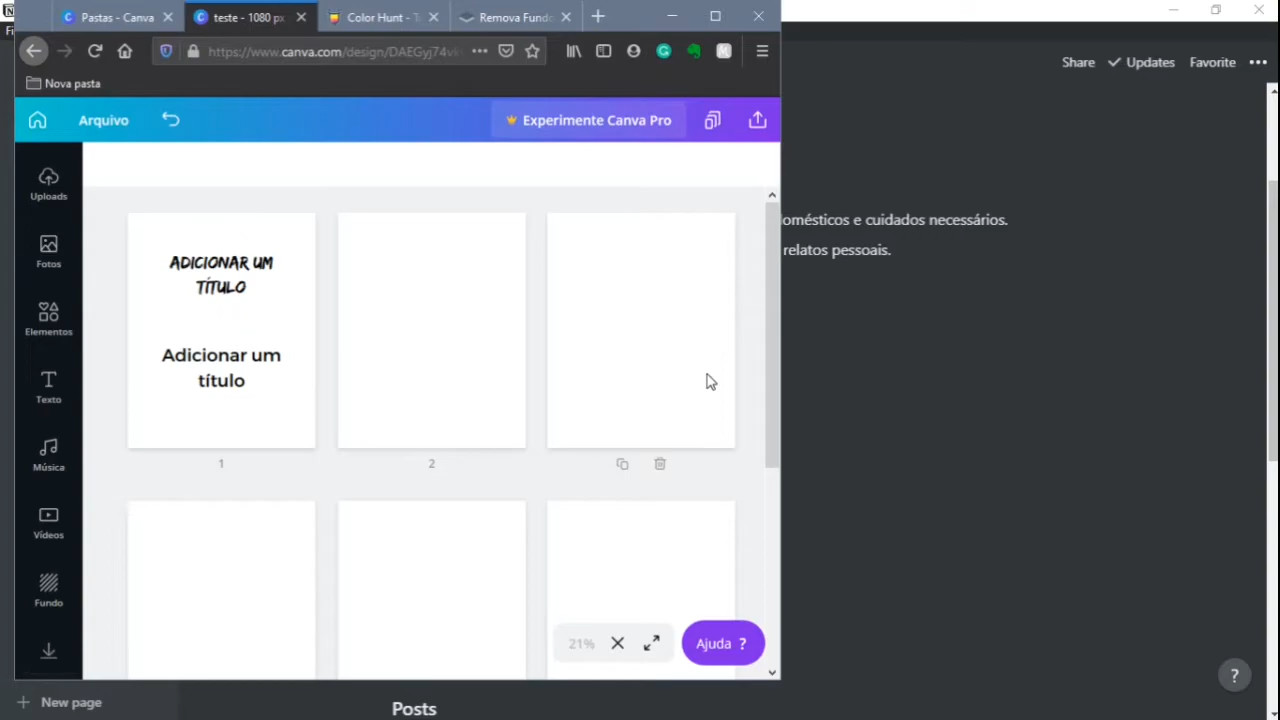 Pastas - Canva
teste - 1080 px
Color Hunt - T
Remova Fundo
https://www.canva.com/design/DAEGyj74vk
Nova pasta
Arquivo
Experimente Canva Pro
Uploads
Fotos
Elementos
Texto
Música
Vídeos
Fundo
ADICIONAR UM
TÍTULO
Adicionar um
título
1
2
21%
Ajuda ?
Share
Updates
Favorite
omésticos e cuidados necessários.
relatos pessoais.
New page
Posts
?